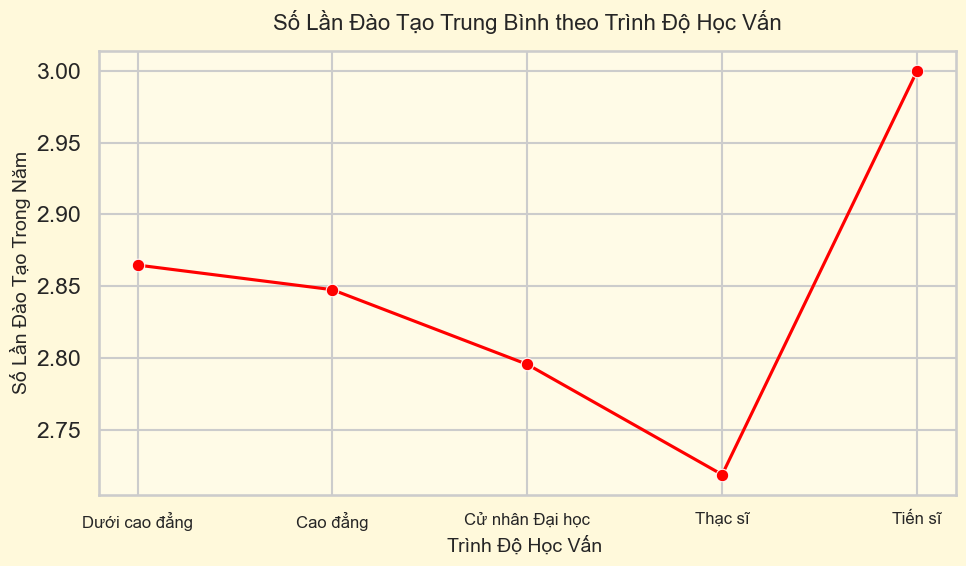 Số Lần Đào Tạo Trung Bình theo Trình Độ Học Vấn
Số Lần Đào Tạo Trong Năm
3.00
2.95
2.90
2.85
2.80
2.75
Dưới cao đẳng
Cao đẳng
Cử nhân Đại học
Thạc sĩ
Tiến sĩ
Trình Độ Học Vấn